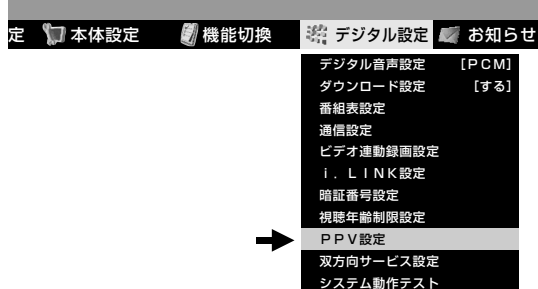 定 本体設定 機能切換 デジタル設定 お知らせ
デジタル音声設定 [PCM]
ダウンロード設定 [する]
番組表設定
通信設定
ビデオ連動録画設定
i．LINK設定
暗証番号設定
視聴年齢制限設定
PPV設定
双方向サービス設定
システム動作テスト